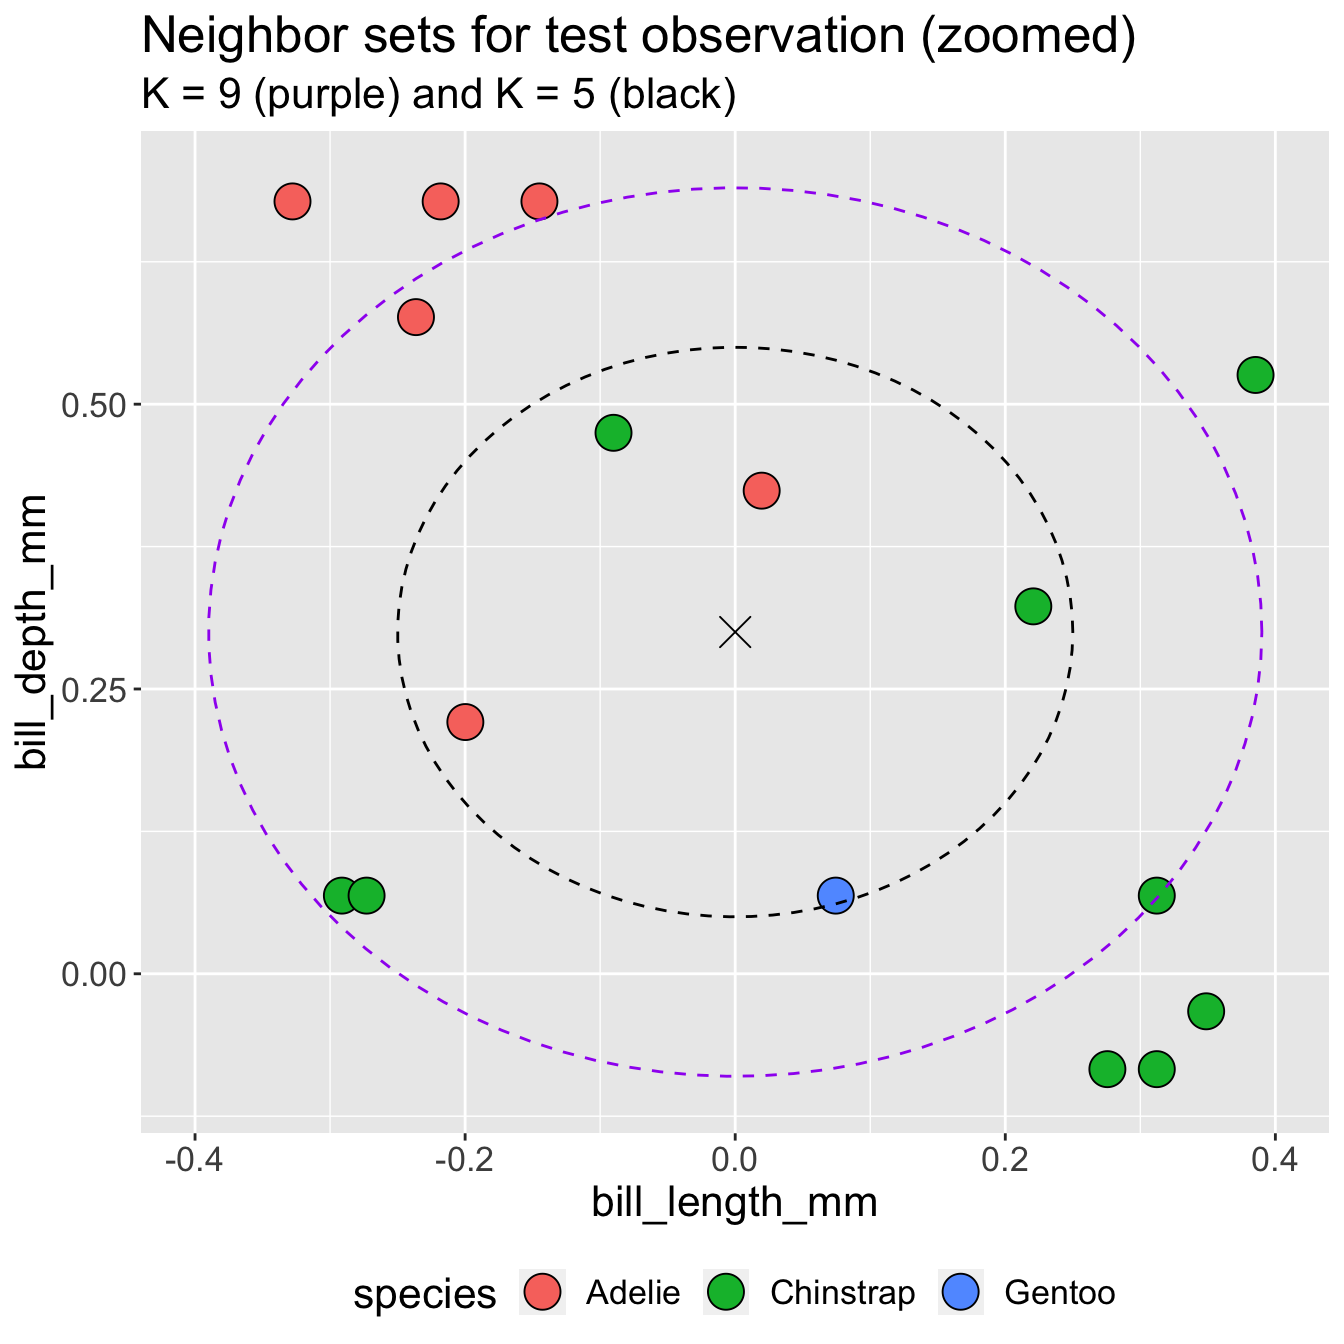 Neighbor sets for test observation (zoomed)
K = 9 (purple) and K = 5 (black)
bill_depth_mm
0.50
0.25
0.00
-0.4 -0.2 0.0 0.2 0.4
bill_length_mm
species Adelie Chinstrap Gentoo